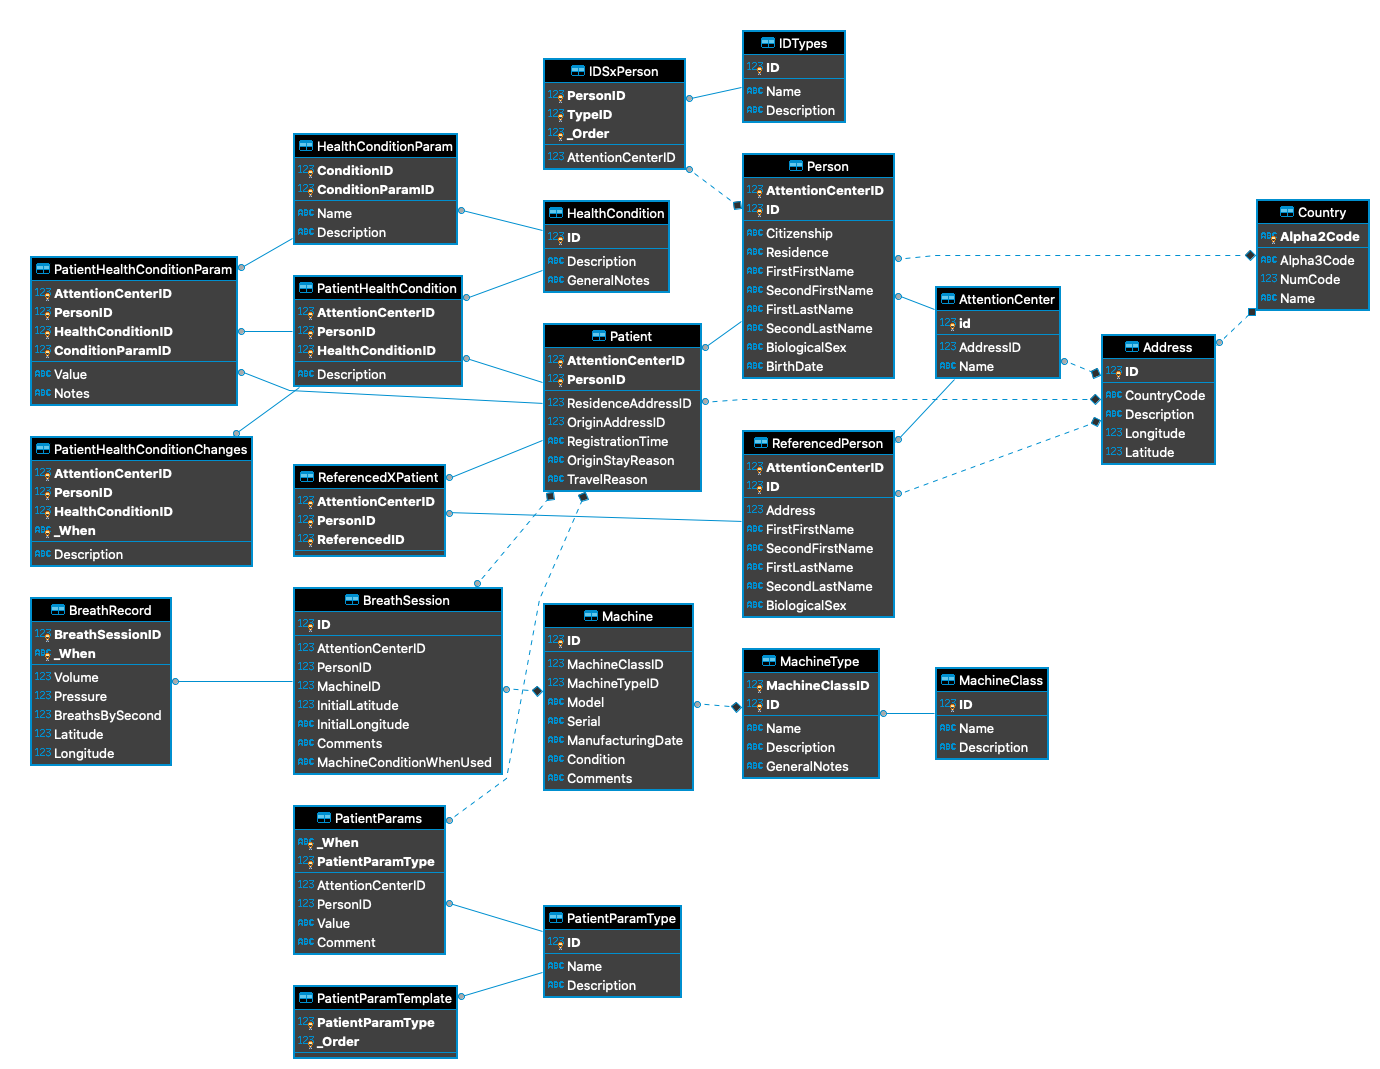 IDTypes
123 ID
ABC Name
ABC Description
IDSxPerson
123 PersonID
123 TypeID
123 _Order
123 AttentionCenterID
HealthConditionParam
123 ConditionID
123 ConditionParamID
ABC Name
ABC Description
Person
123 AttentionCenterID
123 ID
ABC Citizenship
ABC Residence
ABC FirstFirstName
ABC SecondFirstName
ABC FirstLastName
ABC SecondLastName
ABC BiologicalSex
ABC BirthDate
HealthCondition
123 ID
ABC Description
ABC GeneralNotes
Country
ABC Alpha2Code
ABC Alpha3Code
123 NumCode
ABC Name
PatientHealthConditionParam
123 AttentionCenterID
123 PersonID
123 HealthConditionID
123 ConditionParamID
ABC Value
ABC Notes
PatientHealthCondition
123 AttentionCenterID
123 PersonID
123 HealthConditionID
ABC Description
AttentionCenter
123 id
123 AddressID
ABC Name
Patient
123 AttentionCenterID
123 PersonID
123 ResidenceAddressID
123 OriginAddressID
ABC RegistrationTime
ABC OriginStayReason
ABC TravelReason
Address
123 ID
ABC CountryCode
ABC Description
123 Longitude
123 Latitude
PatientHealthConditionChanges
123 AttentionCenterID
123 PersonID
123 HealthConditionID
ABC _When
ABC Description
ReferencedXPatient
123 AttentionCenterID
123 PersonID
123 ReferencedID
ReferencedPerson
123 AttentionCenterID
123 ID
123 Address
ABC FirstFirstName
ABC SecondFirstName
ABC FirstLastName
ABC SecondLastName
ABC BiologicalSex
BreathRecord
123 BreathSessionID
ABC _When
123 Volume
123 Pressure
123 BreathsBySecond
123 Latitude
123 Longitude
BreathSession
123 ID
123 AttentionCenterID
123 PersonID
123 MachineID
123 InitialLatitude
123 InitialLongitude
ABC Comments
ABC MachineConditionWhenUsed
Machine
123 ID
123 MachineClassID
123 MachineTypeID
ABC Model
ABC Serial
ABC ManufacturingDate
ABC Condition
ABC Comments
MachineType
123 MachineClassID
123 ID
ABC Name
ABC Description
ABC GeneralNotes
MachineClass
123 ID
ABC Name
ABC Description
PatientParams
ABC _When
123 PatientParamType
123 AttentionCenterID
123 PersonID
ABC Value
ABC Comment
PatientParamType
123 ID
ABC Name
ABC Description
PatientParamTemplate
123 PatientParamType
123 _Order